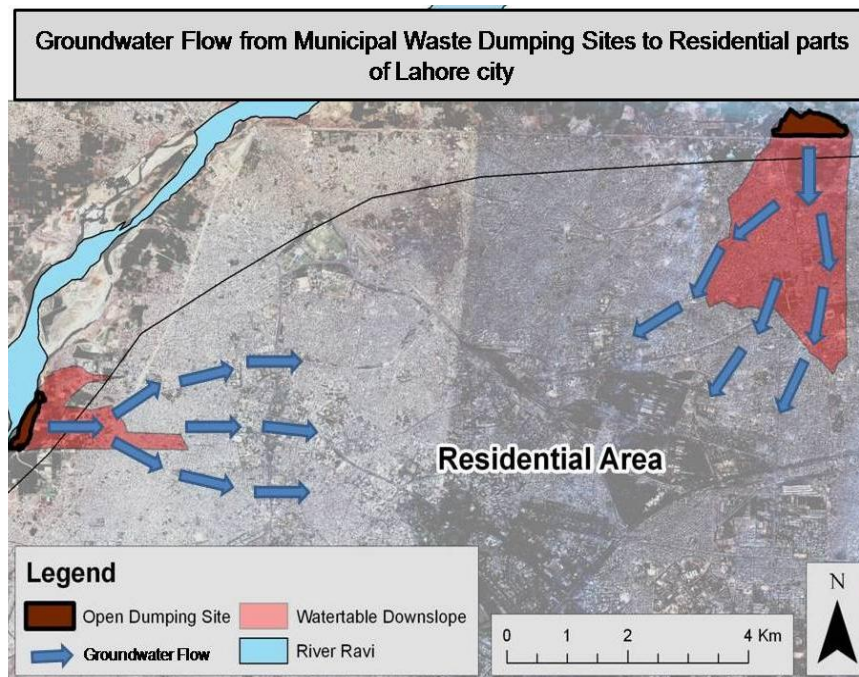 Groundwater Flow from Municipal Waste Dumping Sites to Residential parts
of Lahore city
Residential Area
Legend
Open Dumping Site
Watertable Downslope
Groundwater Flow
River Ravi
0 1 2 4 Km
N